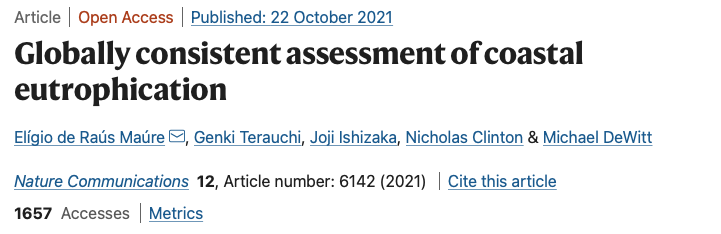 Article | Open Access | Published: 22 October 2021
Globally consistent assessment of coastal
eutrophication
Elígio de Raús Maúre, Genki Terauchi, Joji Ishizaka, Nicholas Clinton & Michael DeWitt
Nature Communications 12, Article number: 6142 (2021) | Cite this article
1657 Accesses | Metrics